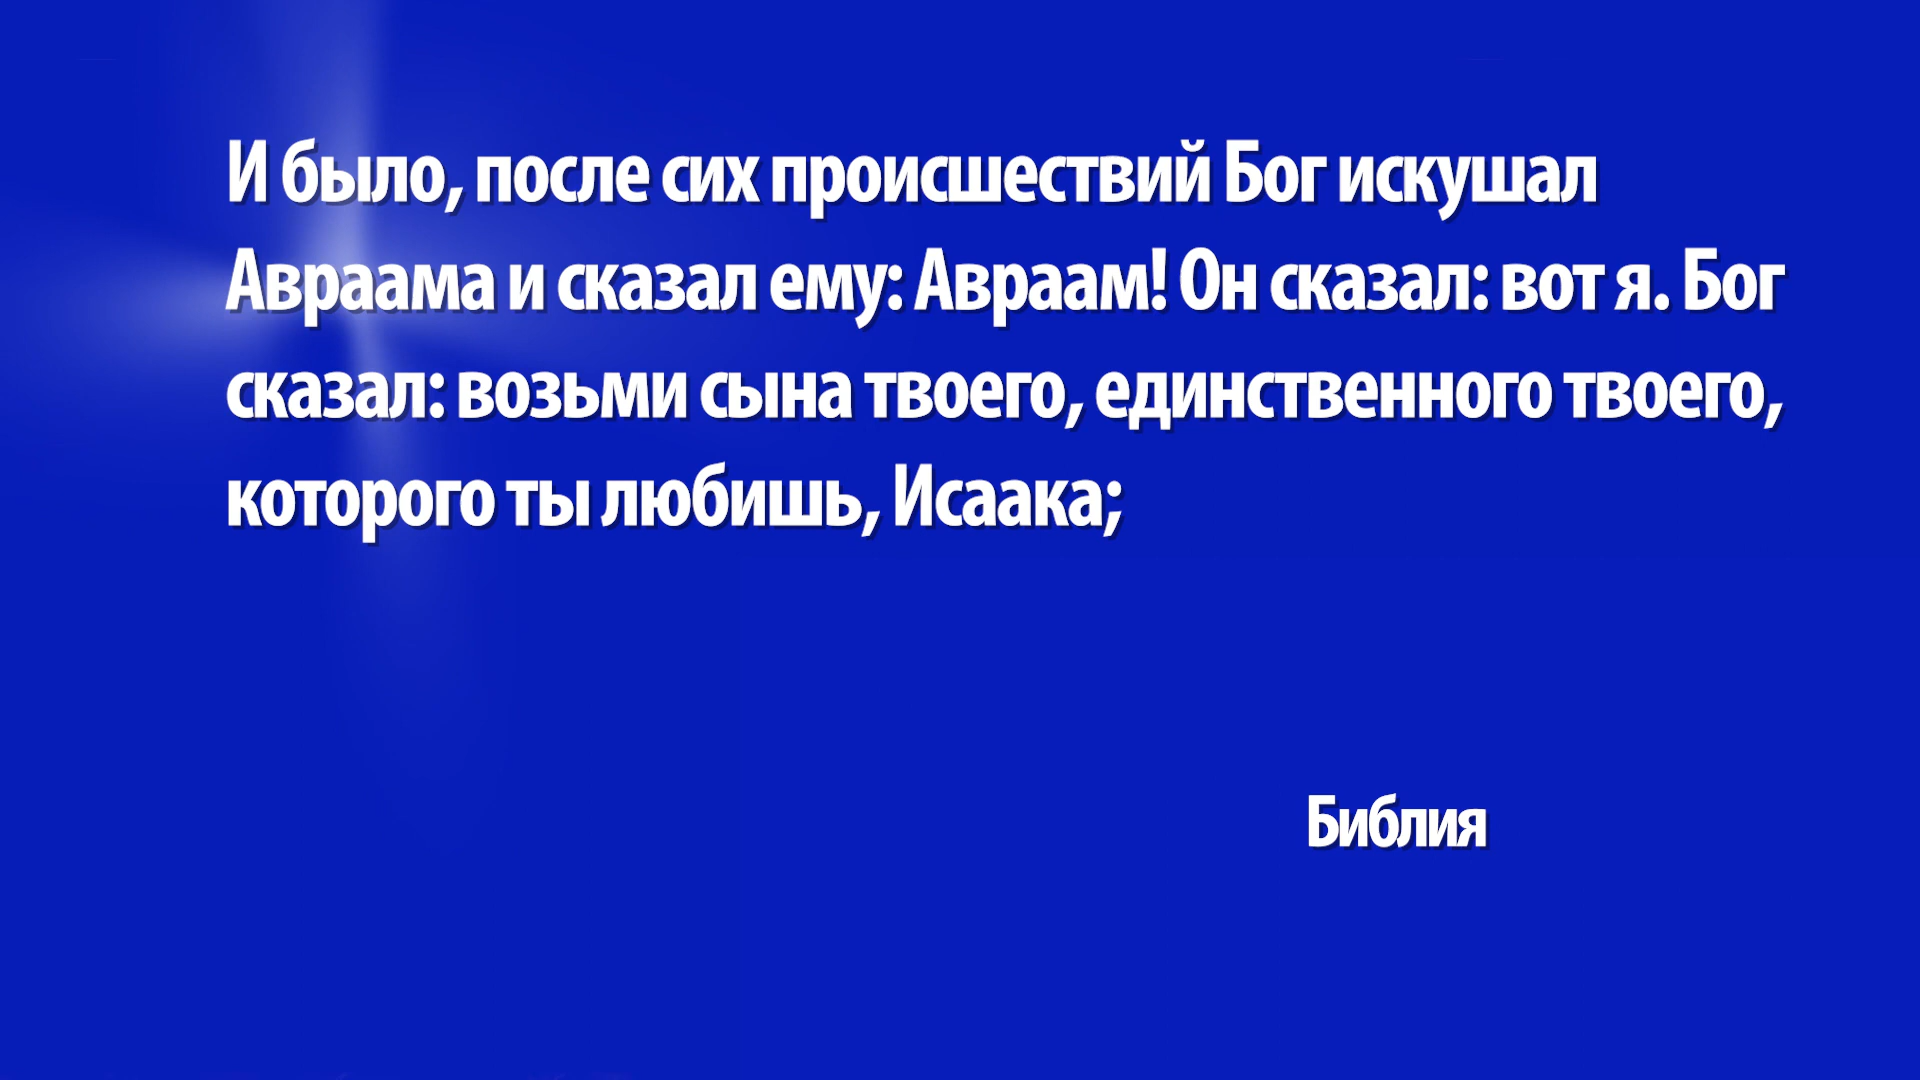 И было, после сих происшествий Бог искушал
Авраама и сказал ему: Авраам! Он сказал: вот я. Бог
сказал: возьми сына твоего, единственного твоего,
которого ты любишь, Исаака;
Библия